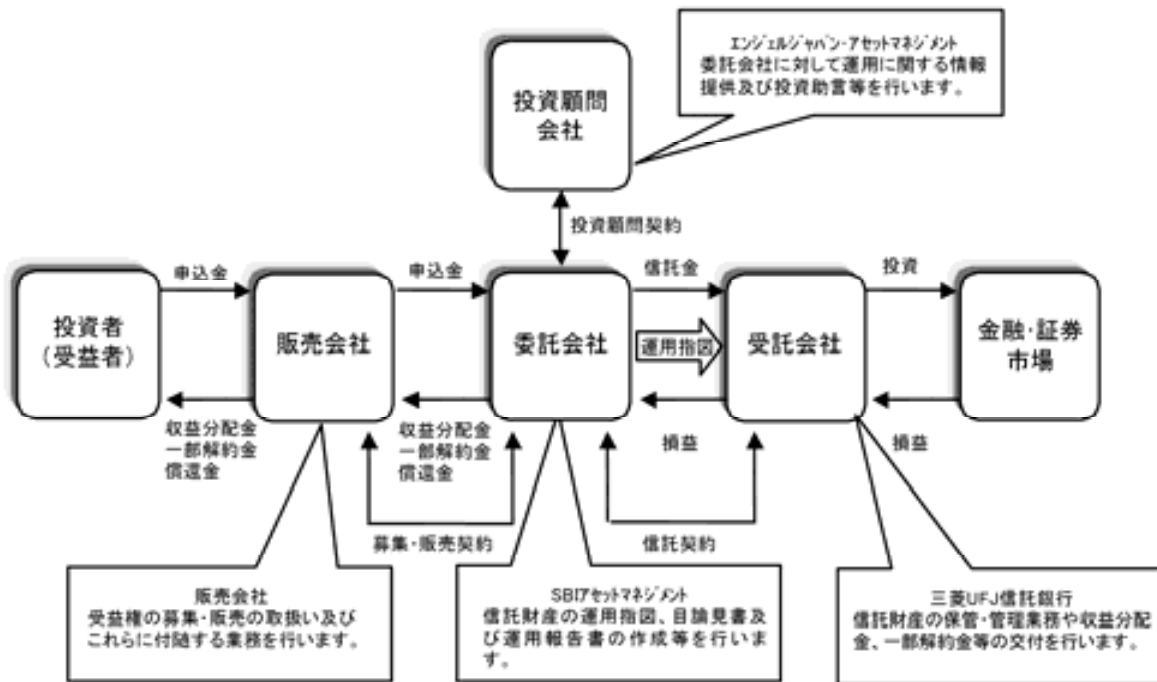 エンジェルジャパン・アセットマネジメント
委託会社に対して運用に関する情報
提供及び投資助言等を行います。
投資顧問
会社
投資顧問契約
申込金
申込金
信託金
投資
投資者
（受益者）
販売会社
委託会社
運用指図
受託会社
金融・証券
市場
収益分配金
一部解約金
償還金
収益分配金
一部解約金
償還金
損益
損益
募集・販売契約
信託契約
販売会社
受益権の募集・販売の取扱い及び
これらに付随する業務を行います。
SBIアセットマネジメント
信託財産の運用指図、目論見書及
び運用報告書の作成等を行いま
す。
三菱UFJ信託銀行
信託財産の保管・管理業務や収益分配
金、一部解約金等の交付を行います。